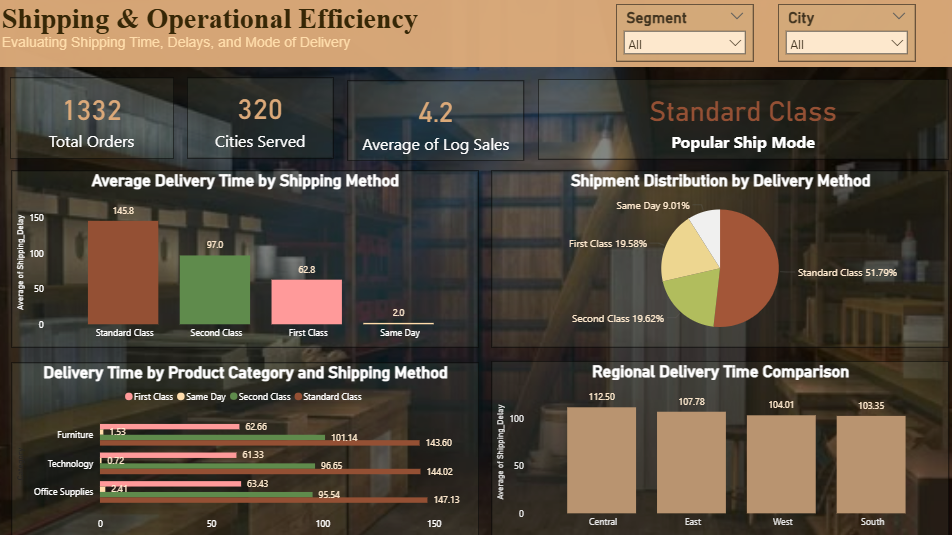 Shipping & Operational Efficiency
Evaluating Shipping Time, Delays, and Mode of Delivery
Segment
All
City
All
1332
Total Orders
320
Cities Served
4.2
Average of Log Sales
Standard Class
Popular Ship Mode
Average Delivery Time by Shipping Method
Average of Shipping_Delay
150
100
50
0
145.8
97.0
62.8
2.0
Standard Class
Second Class
First Class
Same Day
Shipment Distribution by Delivery Method
Same Day 9.01%
First Class 19.58%
Standard Class 51.79%
Second Class 19.62%
Delivery Time by Product Category and Shipping Method
First Class Same Day Second Class Standard Class
Furniture
62.66
1.53
101.14
143.60
Technology
61.33
0.72
96.65
144.02
Office Supplies
63.43
2.41
95.54
147.13
0 50 100 150
Regional Delivery Time Comparison
Average of Shipping_Delay
100
50
0
112.50
107.78
104.01
103.35
Central
East
West
South